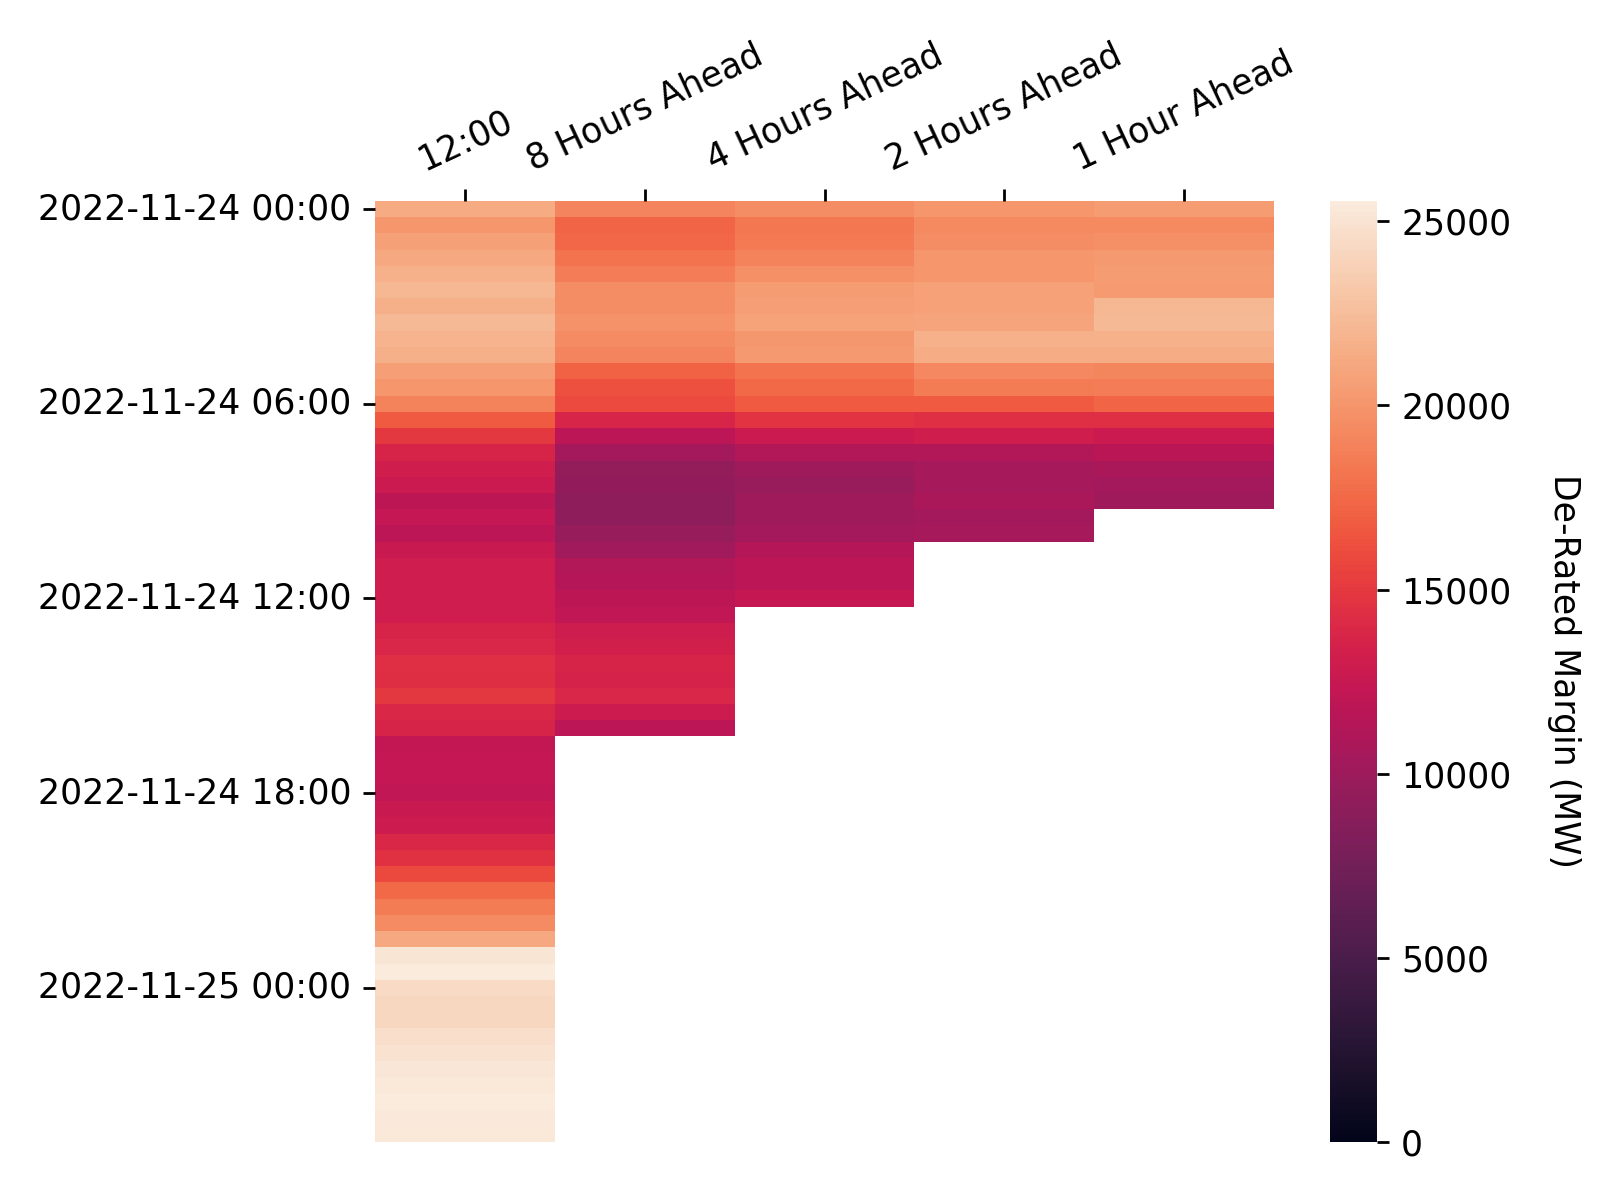 12:00
8 Hours Ahead
4 Hours Ahead
2 Hours Ahead
1 Hour Ahead
2022-11-24 00:00
2022-11-24 06:00
2022-11-24 12:00
2022-11-24 18:00
2022-11-25 00:00
25000
20000
15000
10000
5000
0
De-Rated Margin (MW)